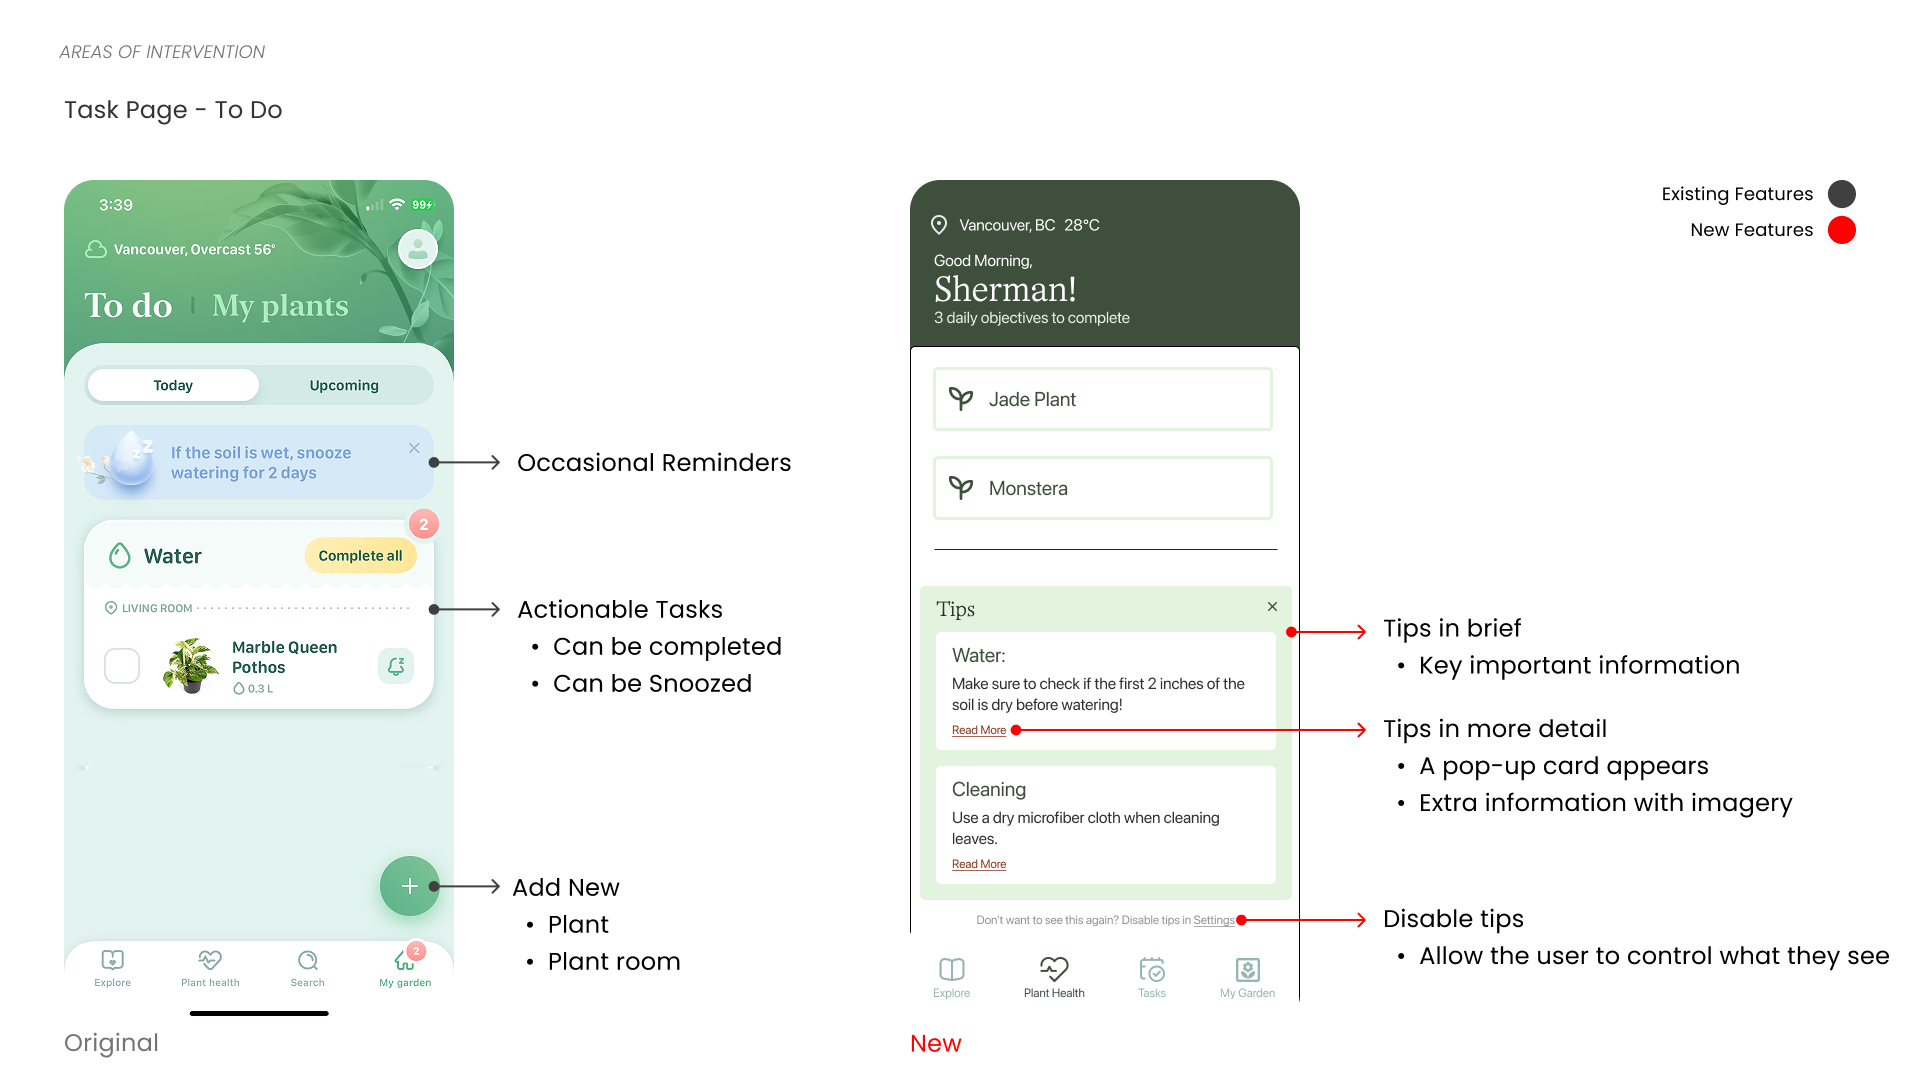 AREAS OF INTERVENTION
Task Page - To Do
3:39
99
Vancouver, Overcast 56°
To do
My plants
Today
Upcoming
If the soil is wet, snooze
watering for 2 days
z z
2
Water
Complete all
LIVING ROOM
Marble Queen
Pothos
0.3 L
z
+
Explore
Plant health
Search
My garden
2
Original
Occasional Reminders
Actionable Tasks
• Can be completed
• Can be Snoozed
Add New
• Plant
• Plant room
Vancouver, BC 28°C
Good Morning,
Sherman!
3 daily objectives to complete
Jade Plant
Monstera
Tips
Water:
Make sure to check if the first 2 inches of the
soil is dry before watering!
Read More
Cleaning
Use a dry microfiber cloth when cleaning
leaves.
Read More
Don't want to see this again? Disable tips in Settings
Explore
Plant Health
Tasks
My Garden
New
Existing Features
New Features
Tips in brief
• Key important information
Tips in more detail
• A pop-up card appears
• Extra information with imagery
Disable tips
• Allow the user to control what they see